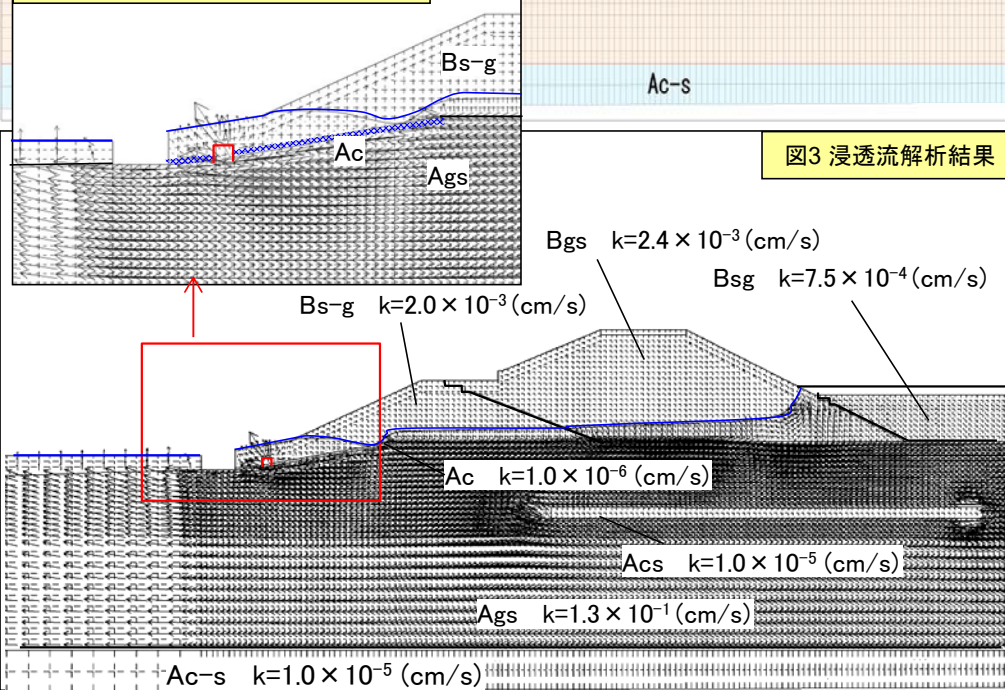 Bs-g
Ac-s
Ac
Ags
図3 浸透流解析結果
Bgs k=2.4×10⁻³(cm/s)
Bsg k=7.5×10⁻⁴(cm/s)
Bs-g k=2.0×10⁻³(cm/s)
Ac k=1.0×10⁻⁶(cm/s)
Acs k=1.0×10⁻⁵(cm/s)
Ags k=1.3×10⁻¹(cm/s)
Ac-s k=1.0×10⁻⁵(cm/s)